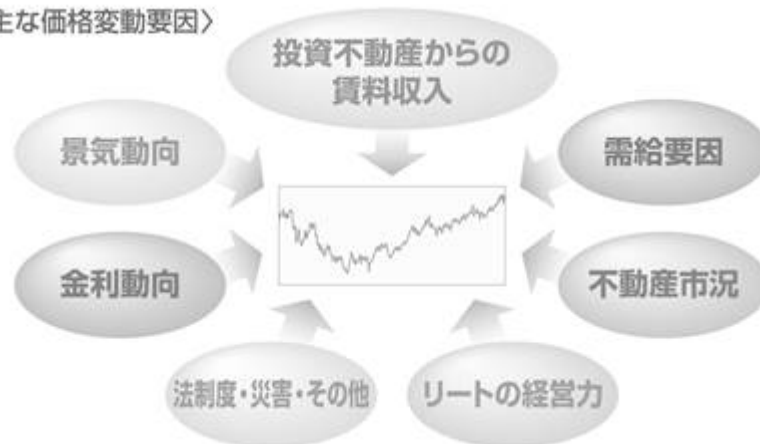 主な価格変動要因〉
投資不動産からの
賃料収入
景気動向
需給要因
金利動向
不動産市況
法制度・災害・その他
リートの経営力